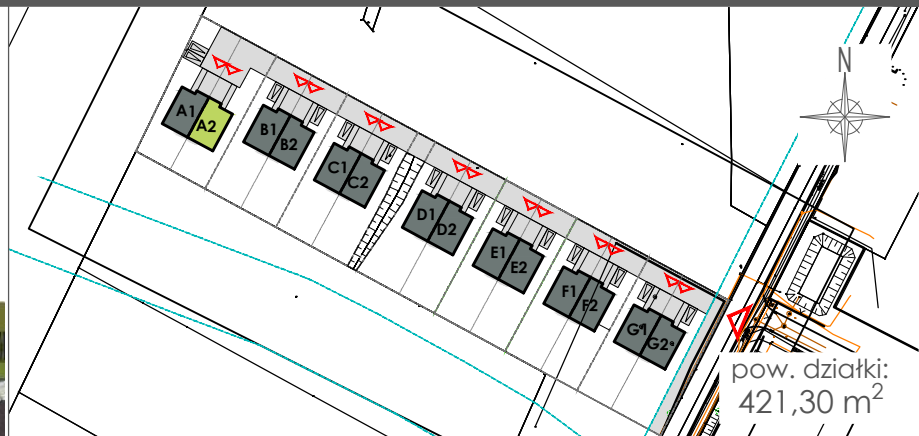 N
A1
A2
B1
B2
C1
C2
D1
D2
E1
E2
F1
F2
G1
G2
pow. działki:
421,30 m²